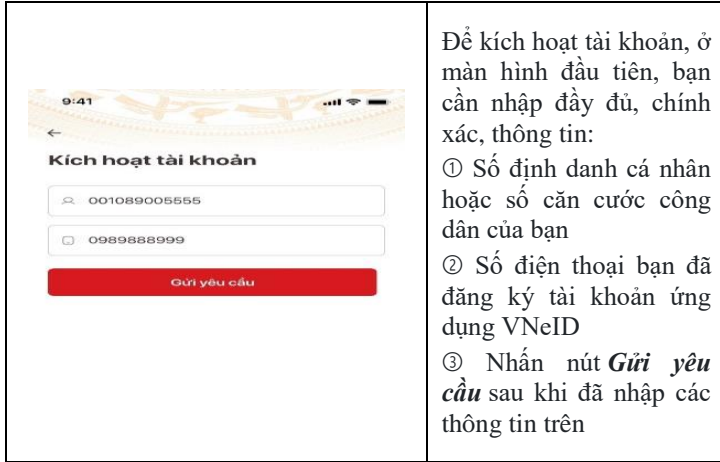 9:41
Kích hoạt tài khoản
001089005555
0989888999
Gửi yêu cầu
Để kích hoạt tài khoản, ở
màn hình đầu tiên, bạn
cần nhập đầy đủ, chính
xác, thông tin:
① Số định danh cá nhân
hoặc số căn cước công
dân của bạn
② Số điện thoại bạn đã
đăng ký tài khoản ứng
dụng VNeID
③ Nhấn nút Gửi yêu
cầu sau khi đã nhập các
thông tin trên